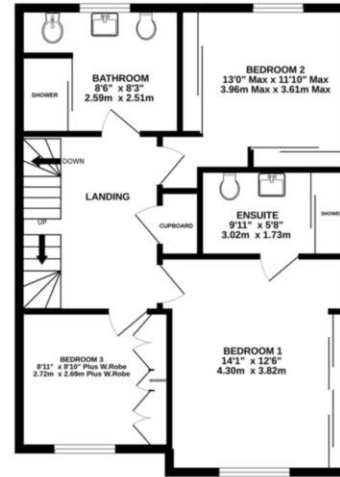 BATHROOM
8'6" x 8'3"
2.59m x 2.51m
SHOWER
BEDROOM 2
13'0" Max x 11'10" Max
3.96m Max x 3.61m Max
DOWN
LANDING
UP
CUPBOARD
ENSUITE
9'11" x 5'8"
3.02m x 1.73m
SHOWER
BEDROOM 3
8'11" x 8'10" Plus W.Robe
2.72m x 2.69m Plus W.Robe
BEDROOM 1
14'1" x 12'6"
4.30m x 3.82m